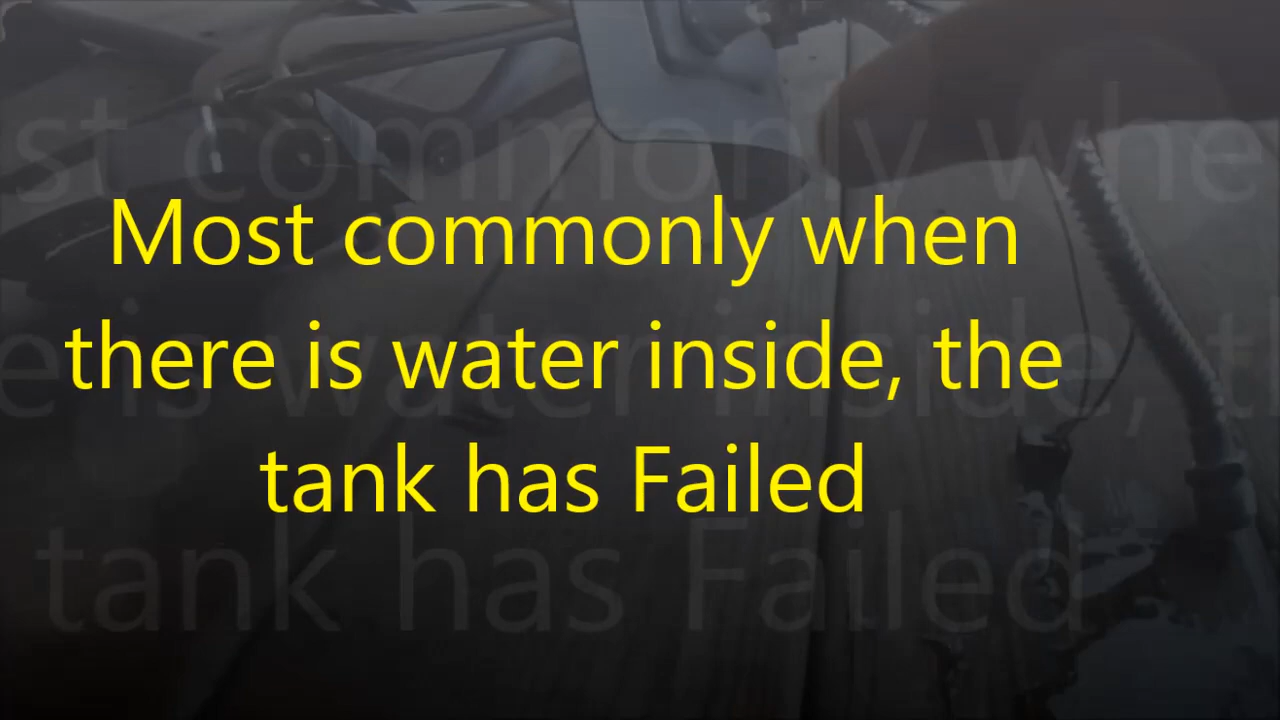 Most commonly when
there is water inside, the
tank has Failed